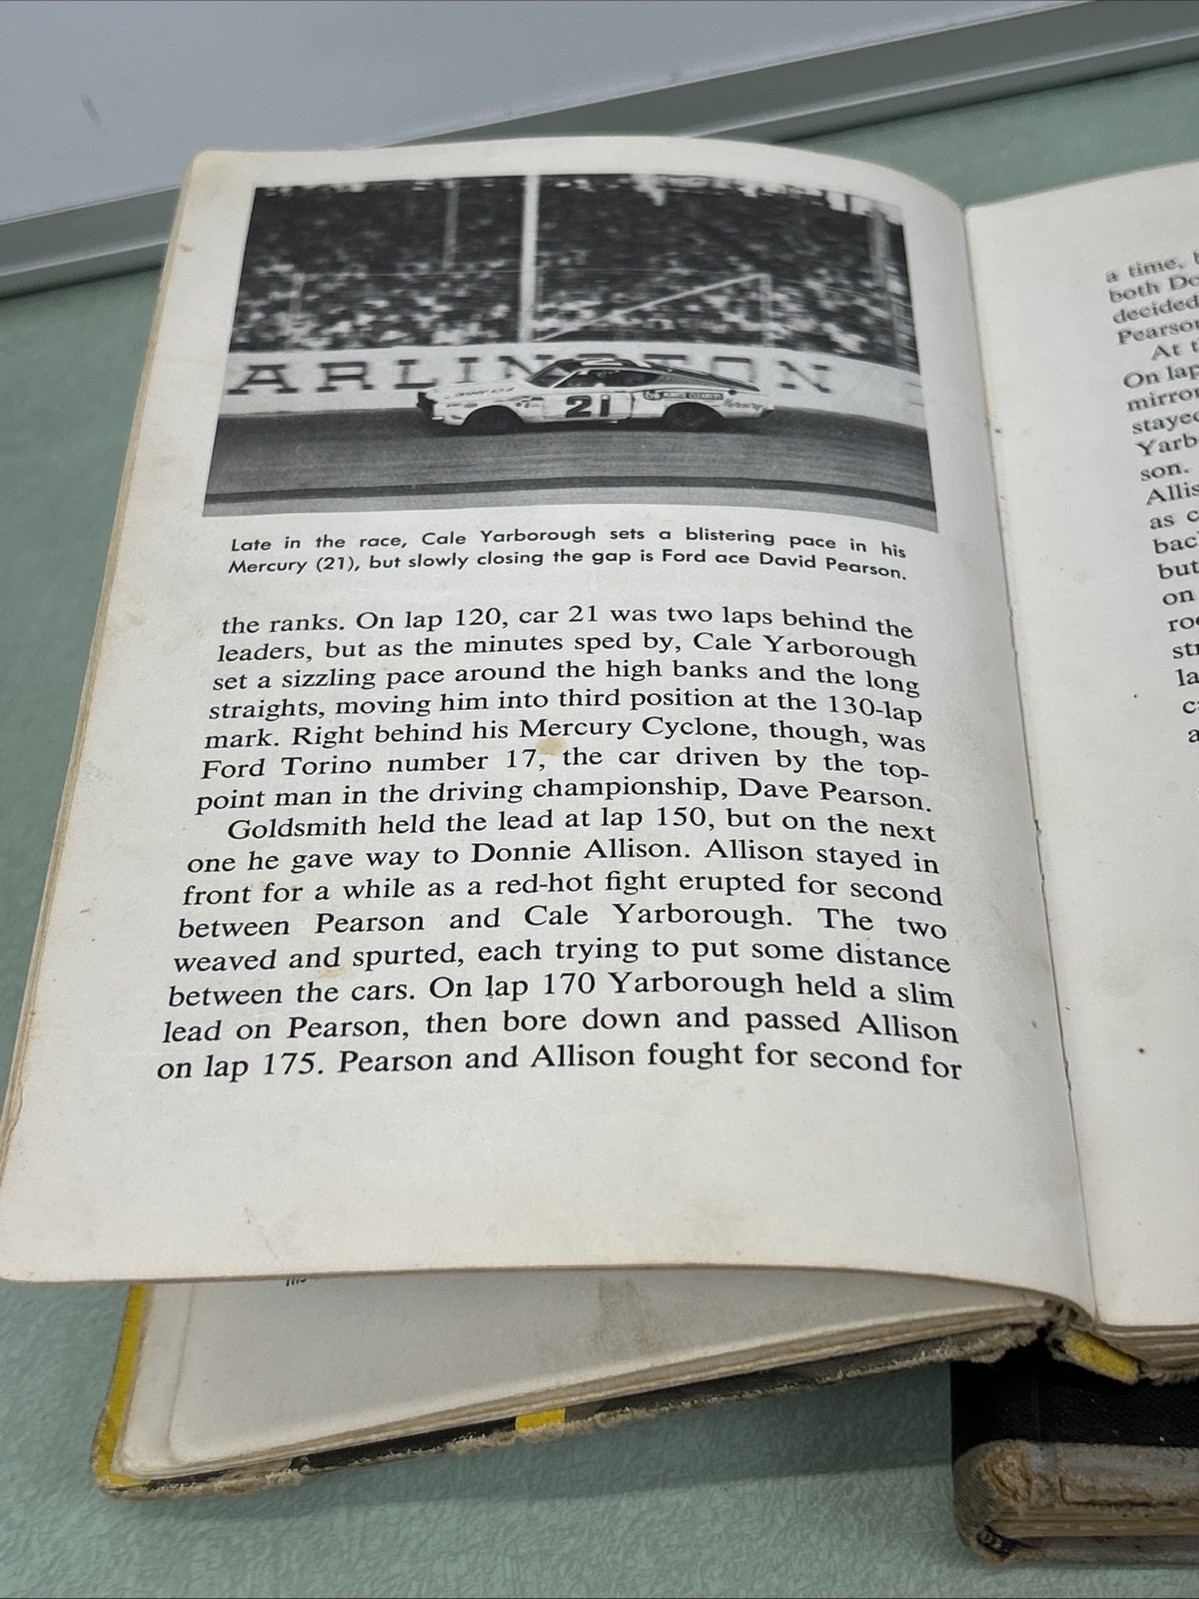 ARLINGTON
21
Late in the race, Cale Yarborough sets a blistering pace in his
Mercury (21), but slowly closing the gap is Ford ace David Pearson.
the ranks. On lap 120, car 21 was two laps behind the
leaders, but as the minutes sped by, Cale Yarborough
set a sizzling pace around the high banks and the long
straights, moving him into third position at the 130-lap
mark. Right behind his Mercury Cyclone, though, was
Ford Torino number 17, the car driven by the top-
point man in the driving championship, Dave Pearson.
Goldsmith held the lead at lap 150, but on the next
one he gave way to Donnie Allison. Allison stayed in
front for a while as a red-hot fight erupted for second
between Pearson and Cale Yarborough. The two
weaved and spurted, each trying to put some distance
between the cars. On lap 170 Yarborough held a slim
lead on Pearson, then bore down and passed Allison
on lap 175. Pearson and Allison fought for second for
a time,
both
decided
At
On
son.
as
but
on